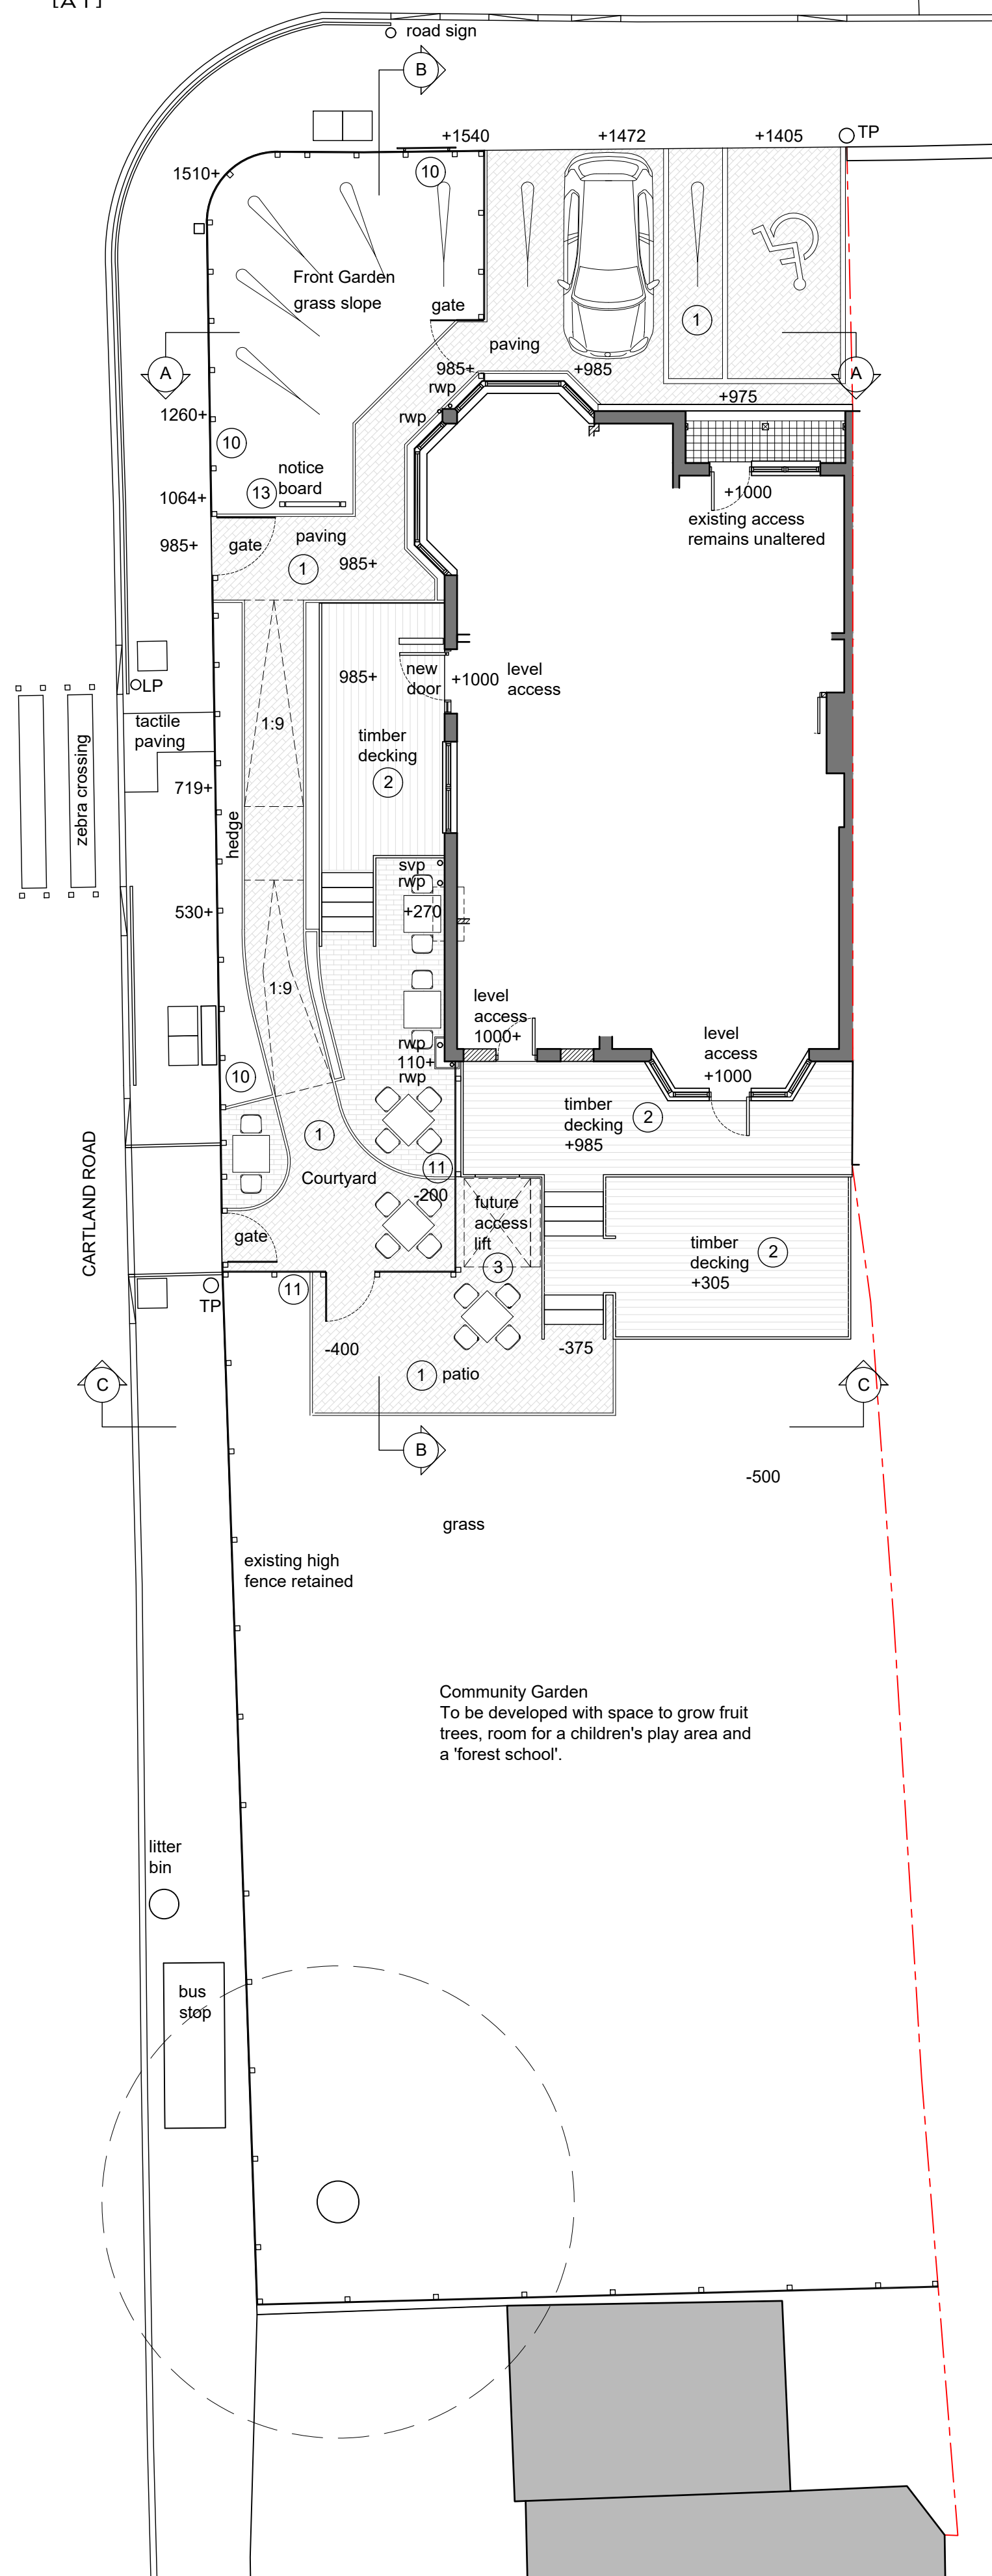 [A1]
road sign
B
+1540
+1472
+1405
TP
1510+
10
Front Garden
grass slope
gate
1
paving
A
985+
+985
A
rwp
+975
1260+
rwp
10
notice
board
13
1064+
+1000
existing access
remains unaltered
985+
gate
paving
1
985+
LP
tactile
paving
zebra crossing
1:9
985+
new
door
+1000
level
access
timber
decking
2
719+
hedge
svp
rwp
530+
+270
1:9
level
access
1000+
level
access
+1000
rwp
110+
rwp
10
CARTLAND ROAD
1
timber
decking
+985
2
Courtyard
11
-200
future
access
lift
3
gate
timber
decking
+305
2
TP
11
-400
-375
1
patio
C
C
B
-500
grass
existing high
fence retained
Community Garden
To be developed with space to grow fruit
trees, room for a children's play area and
a 'forest school'.
litter
bin
bus
stop